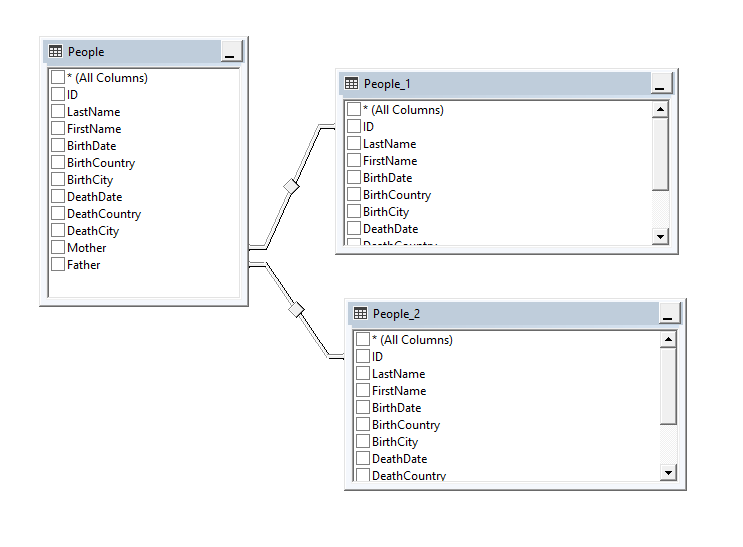 People
* (All Columns)
ID
LastName
FirstName
BirthDate
BirthCountry
BirthCity
DeathDate
DeathCountry
DeathCity
Mother
Father
People_1
* (All Columns)
ID
LastName
FirstName
BirthDate
BirthCountry
BirthCity
DeathDate
DeathCountry
People_2
* (All Columns)
ID
LastName
FirstName
BirthDate
BirthCountry
BirthCity
DeathDate
DeathCountry